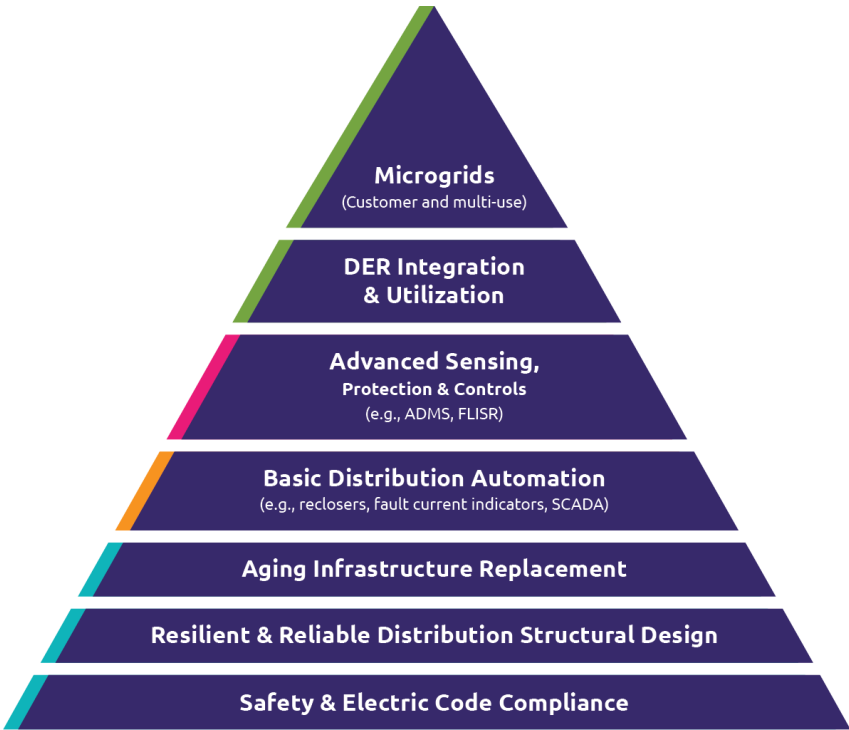 Microgrids
(Customer and multi-use)
DER Integration
& Utilization
Advanced Sensing,
Protection & Controls
(e.g., ADMS, FLISR)
Basic Distribution Automation
(e.g., reclosers, fault current indicators, SCADA)
Aging Infrastructure Replacement
Resilient & Reliable Distribution Structural Design
Safety & Electric Code Compliance